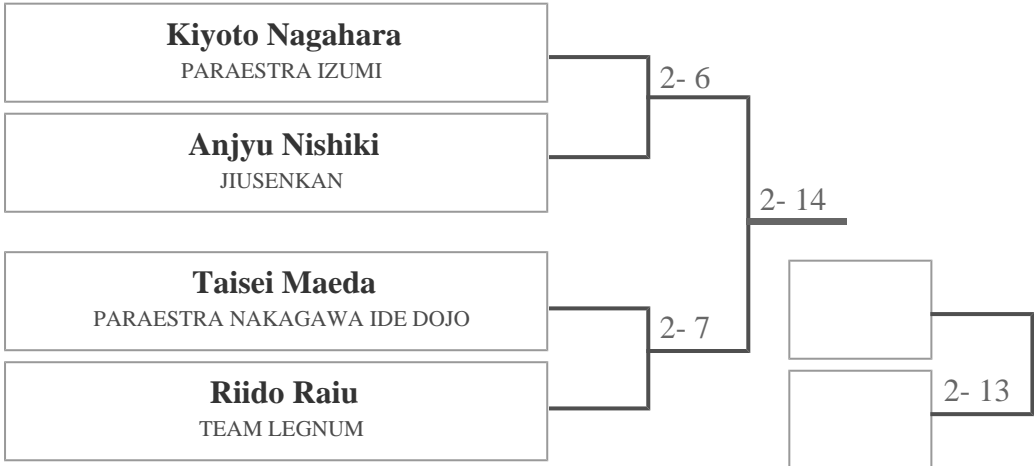 Kiyoto Nagahara
PARAESTRA IZUMI
2- 6
Anjyu Nishiki
JIUSENKAN
2- 14
Taisei Maeda
PARAESTRA NAKAGAWA IDE DOJO
2- 7
Riido Raiu
TEAM LEGNUM
2- 13